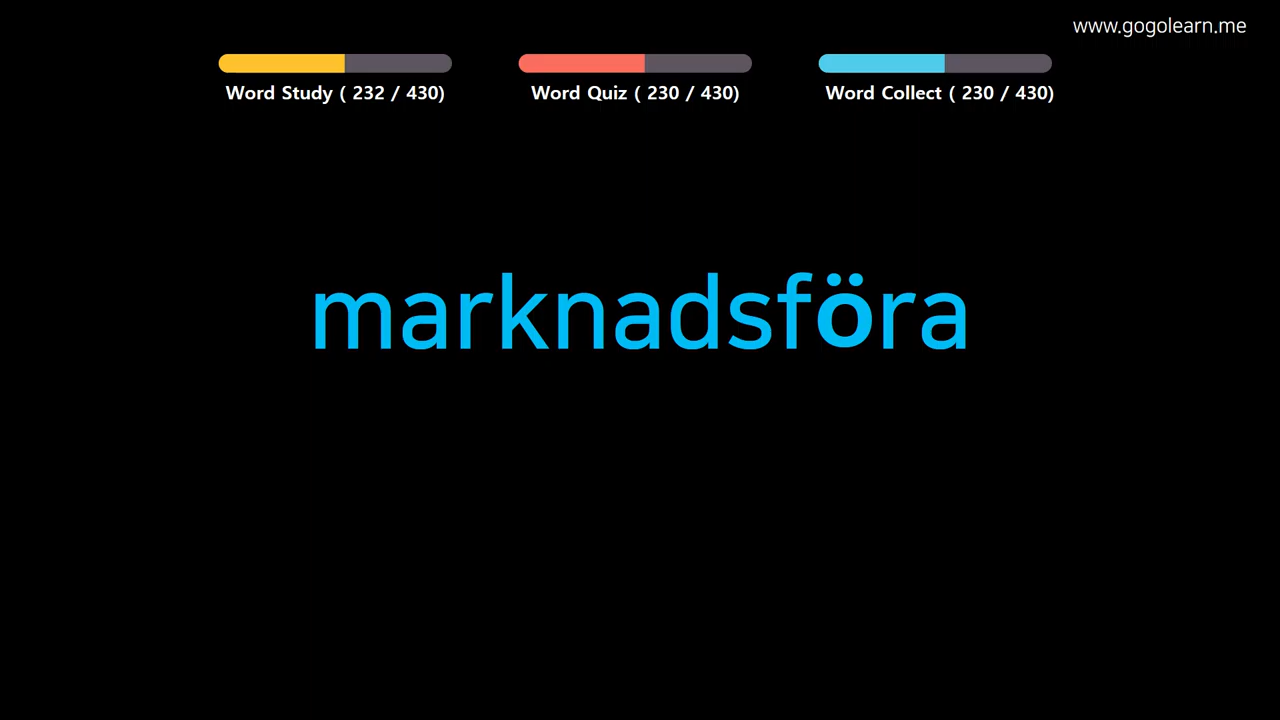 www.gogolearn.me
Word Study ( 232 / 430)
Word Quiz ( 230 / 430)
Word Collect ( 230 / 430)
marknadsföra